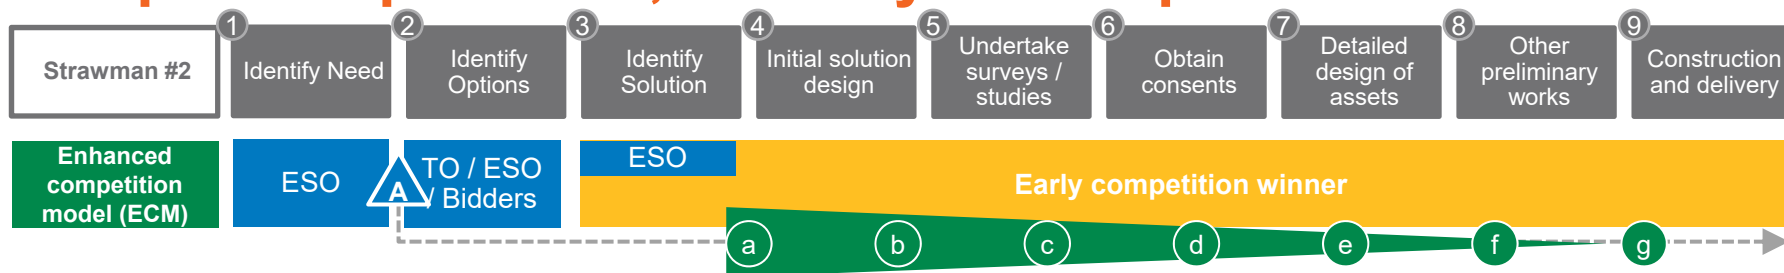 1
2
3
4
5
6
7
8
9
Strawman #2
Identify Need
Identify
Options
Identify
Solution
Initial solution
design
Undertake
surveys /
studies
Obtain
consents
Detailed
design of
assets
Other
preliminary
works
Construction
and delivery
Enhanced
competition
model (ECM)
ESO
A
TO / ESO
/ Bidders
ESO
Early competition winner
a
b
c
d
e
f
g